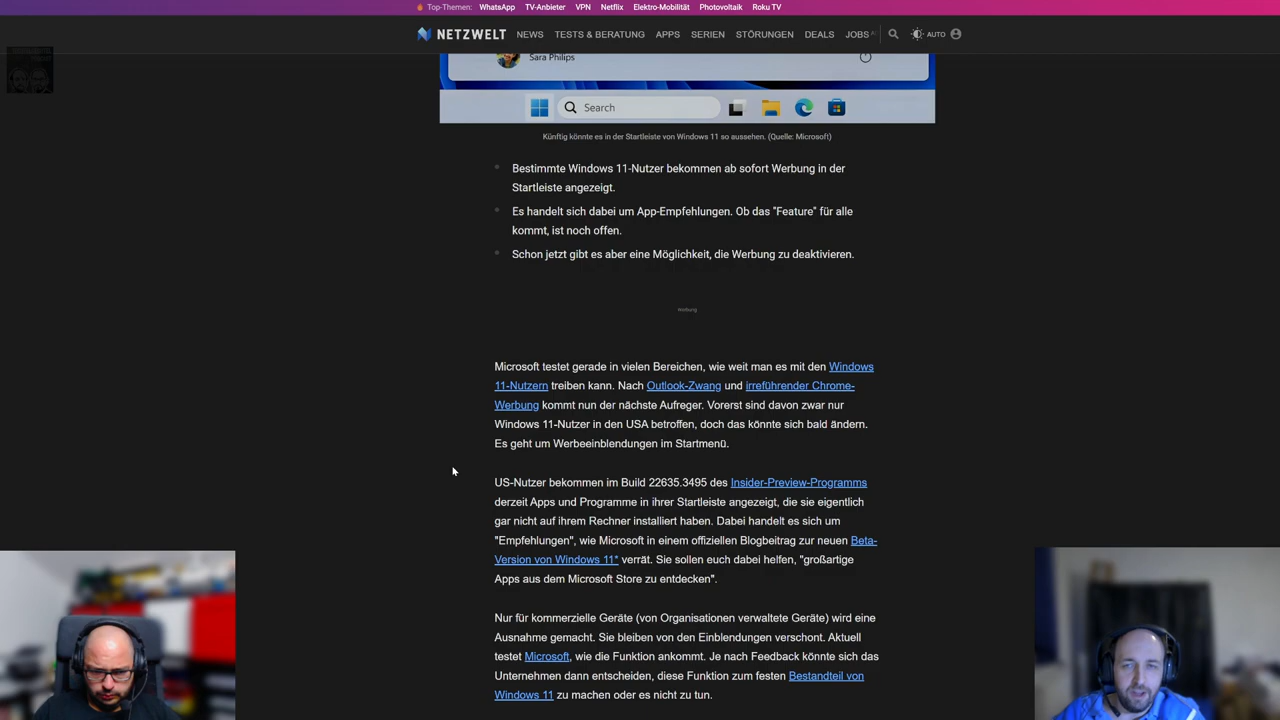 Top-Themen: WhatsApp TV-Anbieter VPN Netflix Elektro-Mobilität Photovoltaik Roku TV
NETZWELT NEWS TESTS & BERATUNG APPS SERIEN STÖRUNGEN DEALS JOBS AUTO
Sara Philips
Search
Künftig könnte es in der Startleiste von Windows 11 so aussehen. (Quelle: Microsoft)
Bestimmte Windows 11-Nutzer bekommen ab sofort Werbung in der
Startleiste angezeigt.
Es handelt sich dabei um App-Empfehlungen. Ob das "Feature" für alle
kommt, ist noch offen.
Schon jetzt gibt es aber eine Möglichkeit, die Werbung zu deaktivieren.
Werbung
Microsoft testet gerade in vielen Bereichen, wie weit man es mit den Windows
11-Nutzern treiben kann. Nach Outlook-Zwang und irreführender Chrome-
Werbung kommt nun der nächste Aufreger. Vorerst sind davon zwar nur
Windows 11-Nutzer in den USA betroffen, doch das könnte sich bald ändern.
Es geht um Werbeeinblendungen im Startmenü.
US-Nutzer bekommen im Build 22635.3495 des Insider-Preview-Programms
derzeit Apps und Programme in ihrer Startleiste angezeigt, die sie eigentlich
gar nicht auf ihrem Rechner installiert haben. Dabei handelt es sich um
"Empfehlungen", wie Microsoft in einem offiziellen Blogbeitrag zur neuen Beta-
Version von Windows 11" verrät. Sie sollen euch dabei helfen, "großartige
Apps aus dem Microsoft Store zu entdecken".
Nur für kommerzielle Geräte (von Organisationen verwaltete Geräte) wird eine
Ausnahme gemacht. Sie bleiben von den Einblendungen verschont. Aktuell
testet Microsoft, wie die Funktion ankommt. Je nach Feedback könnte sich das
Unternehmen dann entscheiden, diese Funktion zum festen Bestandteil von
Windows 11 zu machen oder es nicht zu tun.